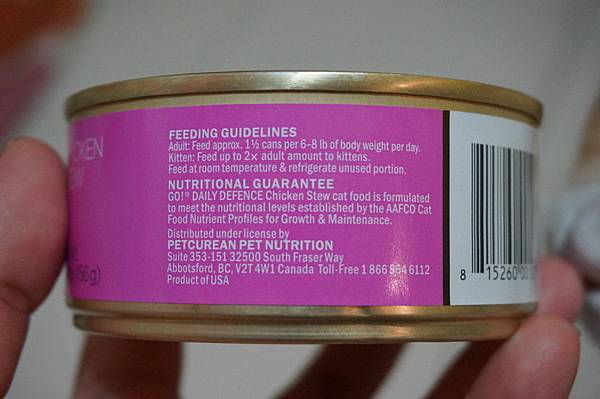 FEEDING GUIDELINES
Adult: Feed approx. 1½ cans per 6-8 lb of body weight per day.
Kitten: Feed up to 2x adult amount to kittens.
Feed at room temperature & refrigerate unused portion.
NUTRITIONAL GUARANTEE
GO!® DAILY DEFENCE Chicken Stew cat food is formulated
to meet the nutritional levels established by the AAFCO Cat
Food Nutrient Profiles for Growth & Maintenance.
Distributed under license by
PETCUREAN PET NUTRITION
Suite 353-151 32500 South Fraser Way
Abbotsford, BC, V2T 4W1 Canada Toll-Free 1 866 864 6112
Product of USA
8 15260 00